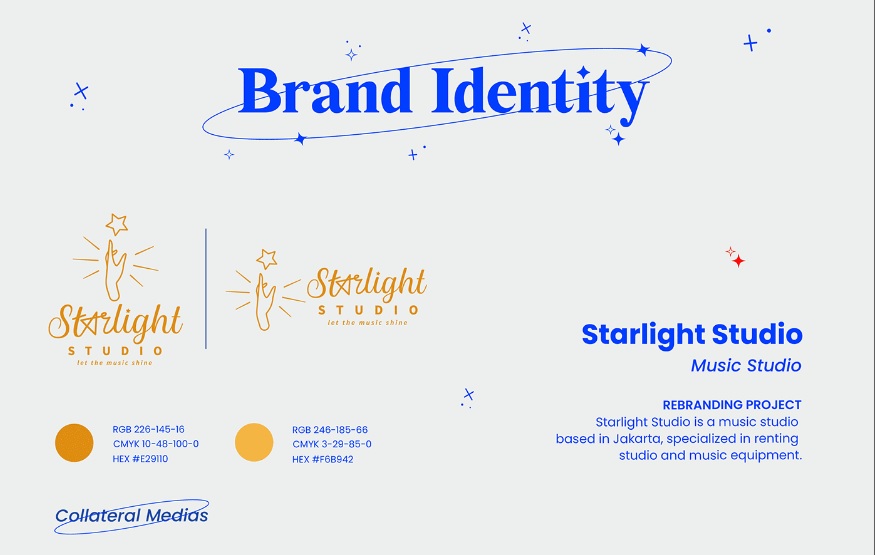 Brand Identity
Starlight
STUDIO
let the music shine
Starlight
STUDIO
let the music shine
Starlight Studio
Music Studio
REBRANDING PROJECT
Starlight Studio is a music studio
based in Jakarta, specialized in renting
studio and music equipment.
RGB 226-145-16
CMYK 10-48-100-0
HEX #E29110
RGB 246-185-66
CMYK 3-29-85-0
HEX #F6B942
Collateral Medias